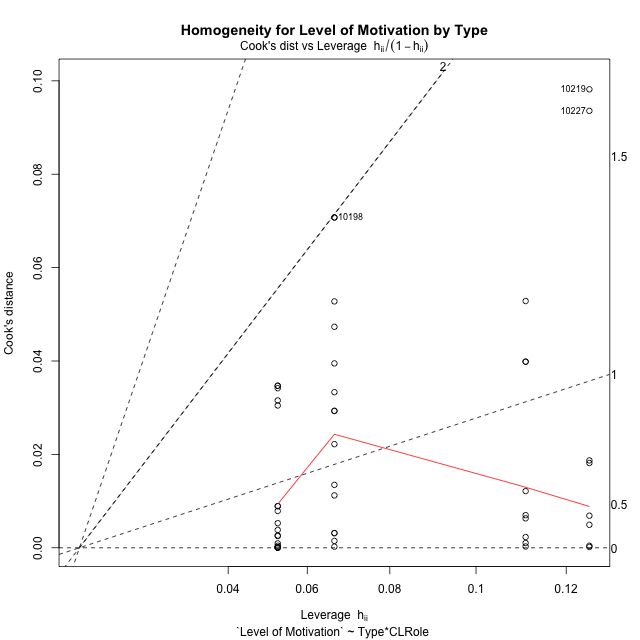 Homogeneity for Level of Motivation by Type
Cook's dist vs Leverage hᵢᵢ/(1−hᵢᵢ)
2
10219
10227
1.5
10198
1
0.5
0
0.10
0.08
0.06
0.04
0.02
0.00
Cook's distance
0.04 0.06 0.08 0.1 0.12
Leverage hᵢᵢ
`Level of Motivation` ~ Type*CLRole